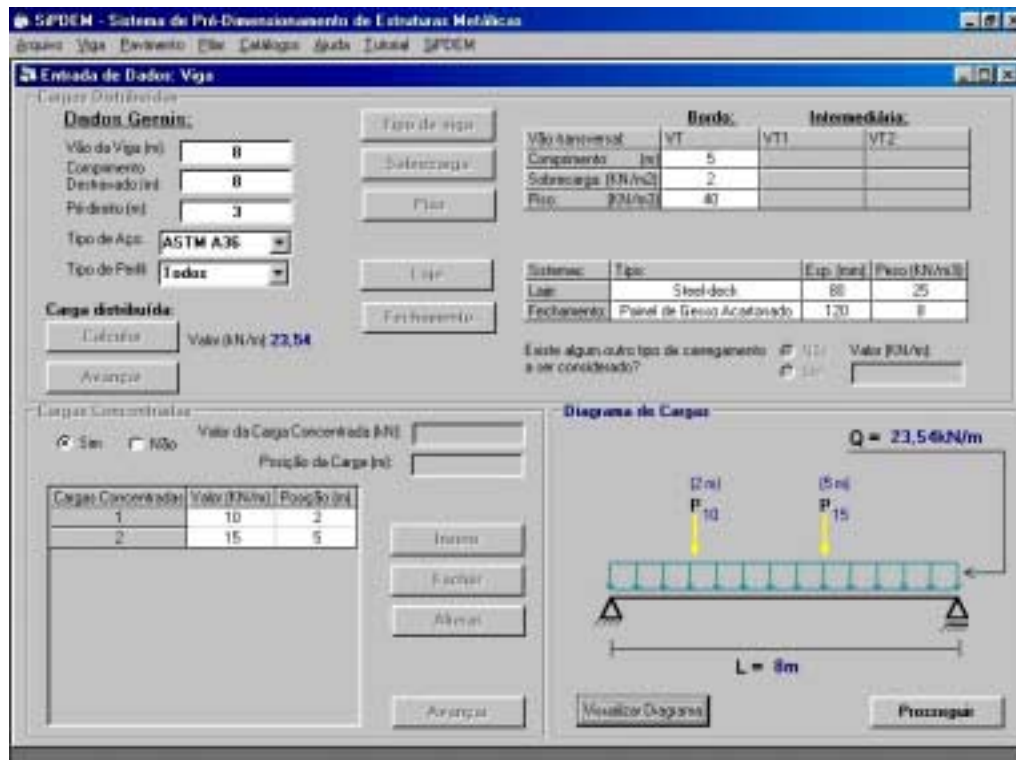 SiPDEM - Sistema de Pré-Dimensionamento de Estruturas Metálicas
Arquivo Viga Pavimento Pilar Catálogos Ajuda Tutorial SiPDEM
Entrada de Dados: Viga
Cargas Distribuídas
Dados Gerais:
Vão da Viga (m): 8
Comprimento
Destravado (m): 8
Pé-direito (m): 3
Tipo de Aço: ASTM A36
Tipo de Perfil: Todos
Carga distribuída:
Calcular Valor (kN/m): 23,54
Avançar
Tipo de viga
Sobrecarga
Piso
Laje
Fechamento
Bordo: Intermediária:
Vão transversal: VT VT1 VT2
Comprimento (m) 5
Sobrecarga (KN/m2) 2
Piso: (KN/m3) 40
Sistemas: Tipo: Esp. (mm) Peso (KN/m3)
Laje: Steel-deck 80 25
Fechamento: Painel de Gesso Acartonado 120 8
Existe algum outro tipo de carregamento
a ser considerado?
Não
Sim
Valor (KN/m):
Cargas Concentradas
Sim Não
Valor da Carga Concentrada (kN):
Posição da Carga (m):
Cargas Concentradas Valor (KN/m) Posição (m)
1 10 2
2 15 5
Inserir
Fechar
Alterar
Avançar
Diagrama de Cargas
Q = 23,54kN/m
(2 m) (5 m)
P 10 P 15
L = 8m
Visualizar Diagrama
Prosseguir